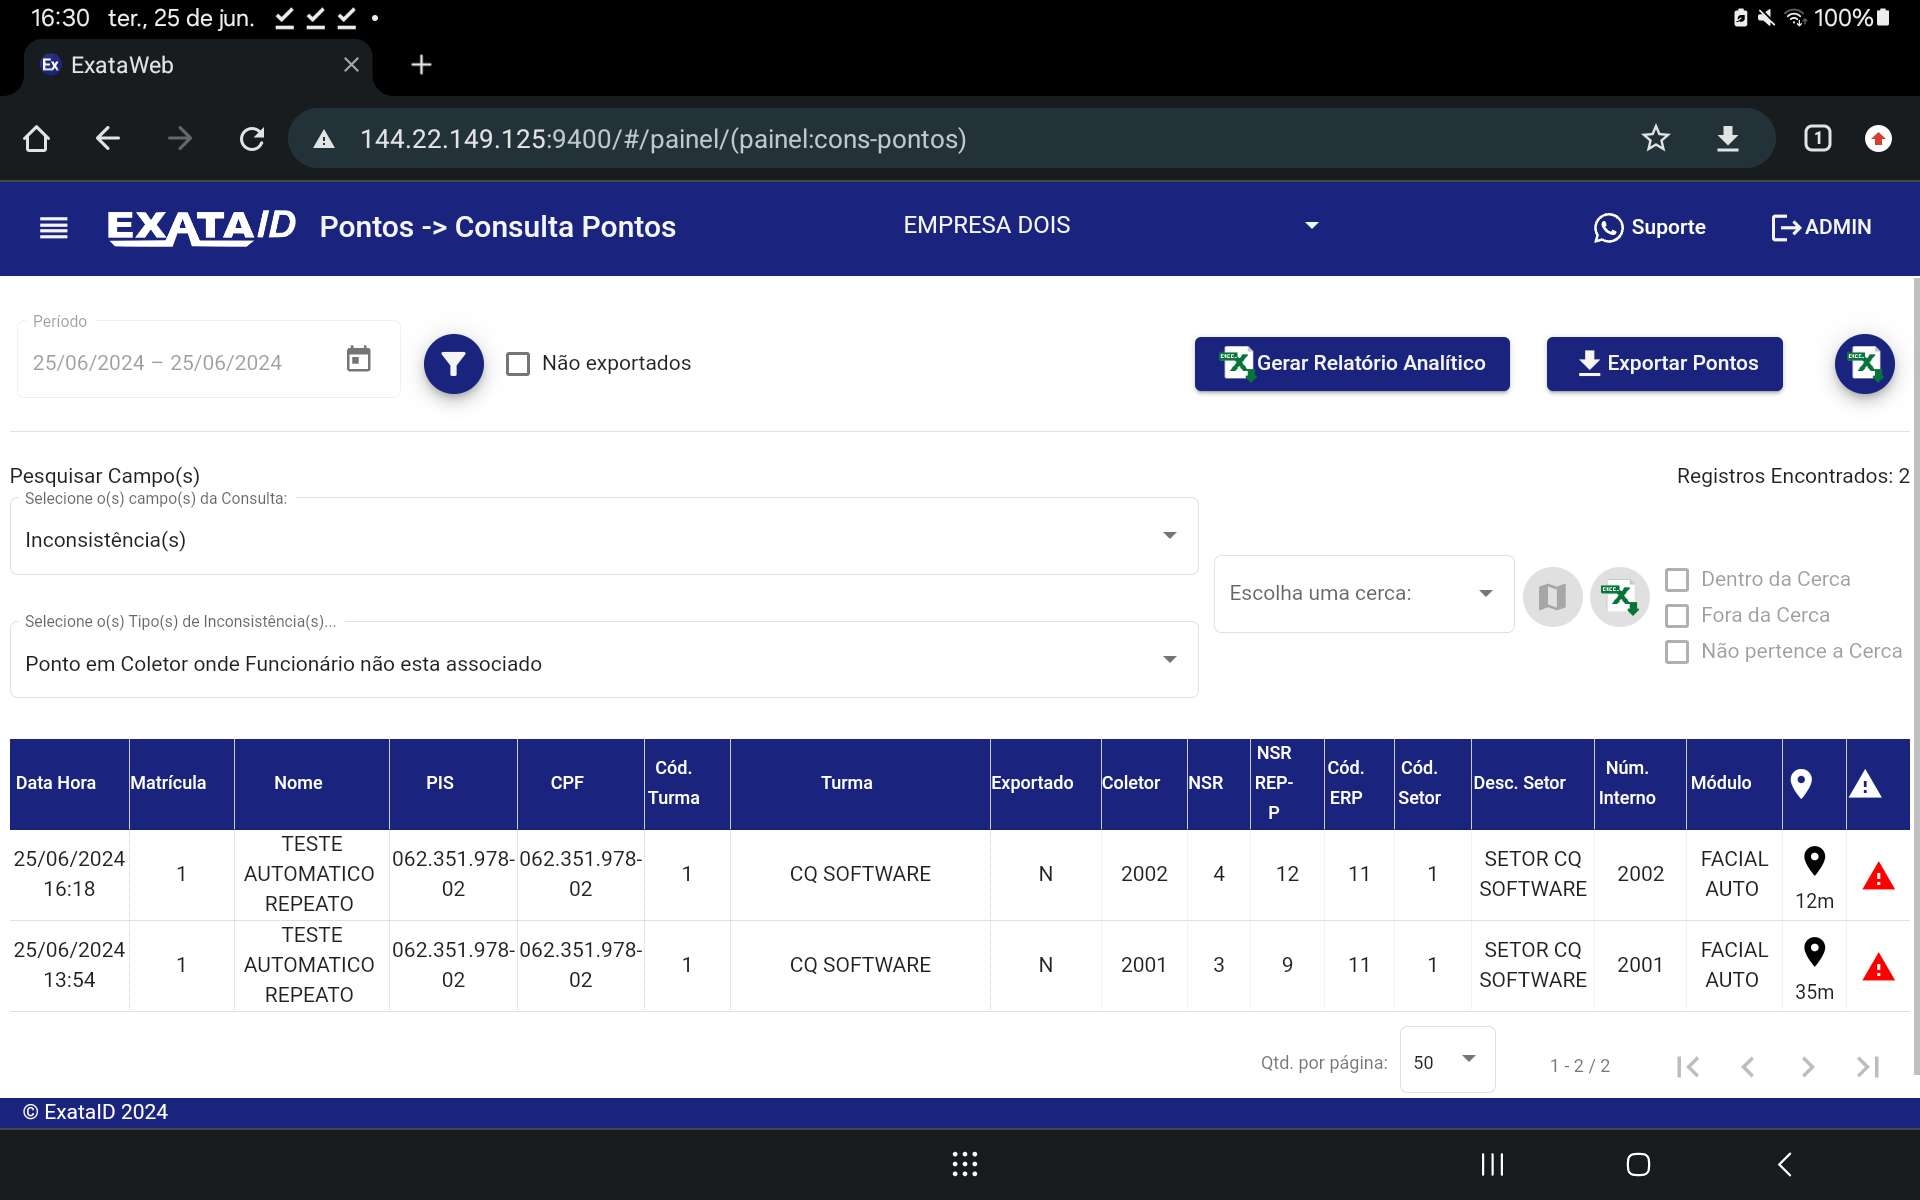 16:30 ter., 25 de jun.
100%
Ex ExataWeb
144.22.149.125:9400/#/painel/(painel:cons-pontos)
1
EXATAID Pontos -> Consulta Pontos EMPRESA DOIS Suporte ADMIN
Período
25/06/2024 – 25/06/2024
Não exportados
Gerar Relatório Analítico
Exportar Pontos
Pesquisar Campo(s)
Registros Encontrados: 2
Selecione o(s) campo(s) da Consulta:
Inconsistência(s)
Escolha uma cerca:
Dentro da Cerca
Fora da Cerca
Não pertence a Cerca
Selecione o(s) Tipo(s) de Inconsistência(s)...
Ponto em Coletor onde Funcionário não esta associado
Data Hora Matrícula Nome PIS CPF Cód. Turma Turma Exportado Coletor NSR NSR REP-P Cód. ERP Cód. Setor Desc. Setor Núm. Interno Módulo
25/06/2024 16:18 1 TESTE AUTOMATICO REPEATO 062.351.978-02 062.351.978-02 1 CQ SOFTWARE N 2002 4 12 11 1 SETOR CQ SOFTWARE 2002 FACIAL AUTO 12m
25/06/2024 13:54 1 TESTE AUTOMATICO REPEATO 062.351.978-02 062.351.978-02 1 CQ SOFTWARE N 2001 3 9 11 1 SETOR CQ SOFTWARE 2001 FACIAL AUTO 35m
Qtd. por página: 50 1 - 2 / 2
© ExataID 2024